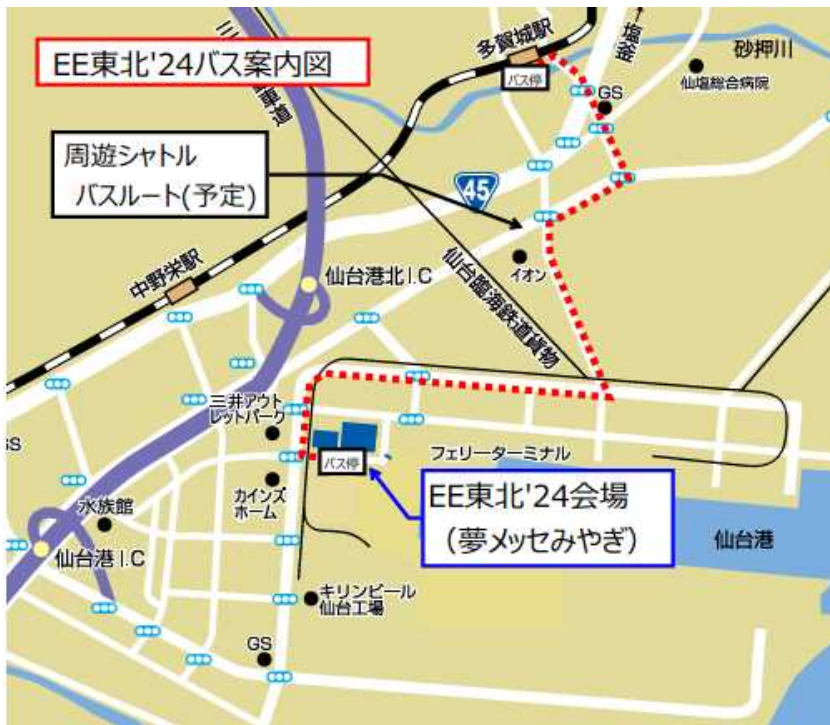 EE東北'24バス案内図
多賀城駅
バス停
塩釜
砂押川
仙塩総合病院
GS
周遊シャトル
バスルート(予定)
45
中野栄駅
仙台港北I.C
イオン
仙台臨海鉄道貨物
三井アウト
レットパーク
バス停
フェリーターミナル
カインズ
ホーム
EE東北'24会場
(夢メッセみやぎ)
仙台港
水族館
仙台港I.C
キリンビール
仙台工場
GS